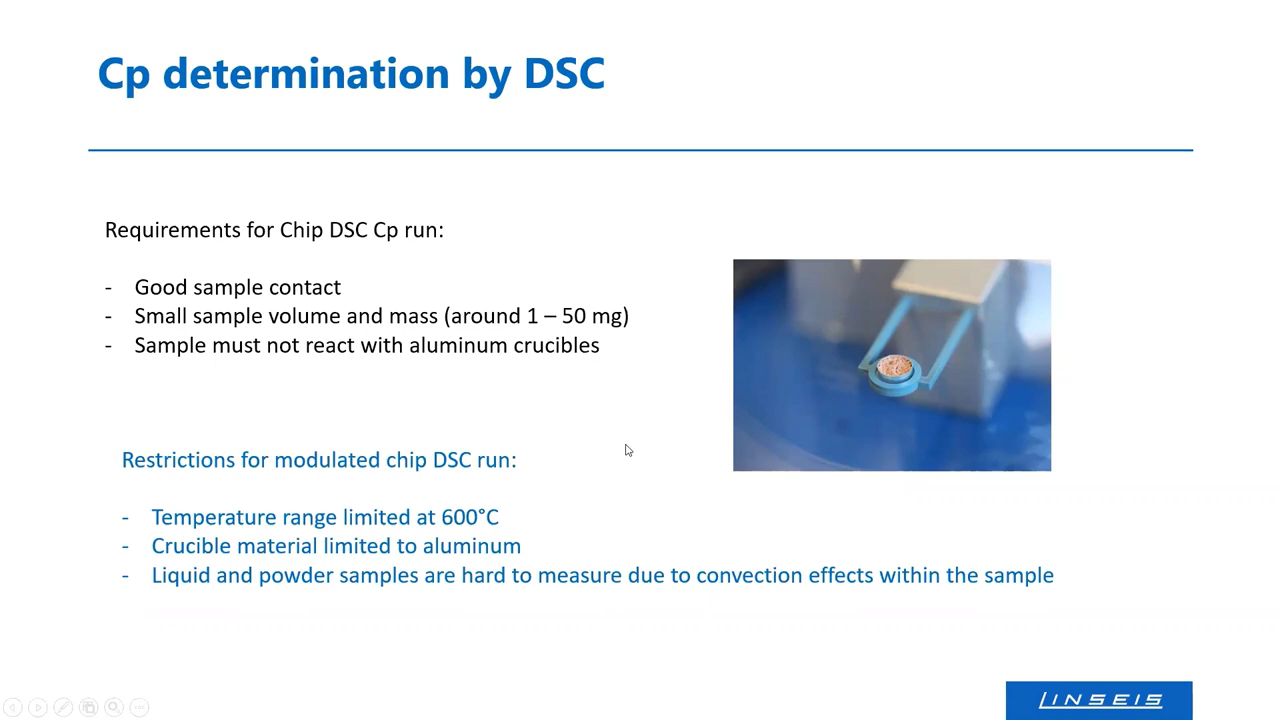 Cp determination by DSC
Requirements for Chip DSC Cp run:
- Good sample contact
- Small sample volume and mass (around 1 – 50 mg)
- Sample must not react with aluminum crucibles
Restrictions for modulated chip DSC run:
- Temperature range limited at 600°C
- Crucible material limited to aluminum
- Liquid and powder samples are hard to measure due to convection effects within the sample
LINSEIS